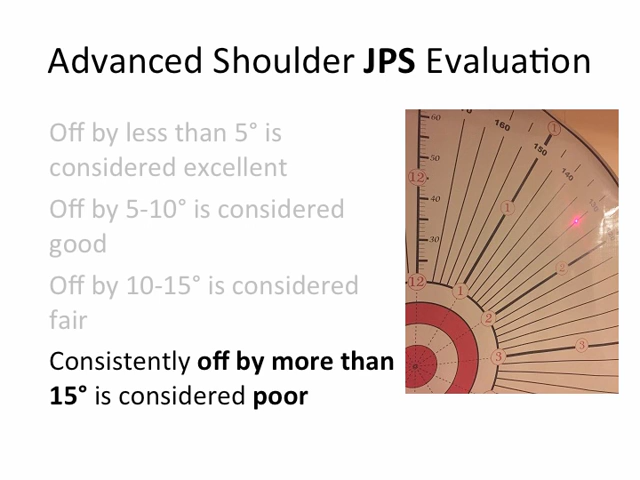 Advanced Shoulder JPS Evaluation
Off by less than 5° is
considered excellent
Off by 5-10° is considered
good
Off by 10-15° is considered
fair
Consistently off by more than
15° is considered poor
60
160
1
150
50
140
12
40
1
130
30
2
12
1
2
3
3